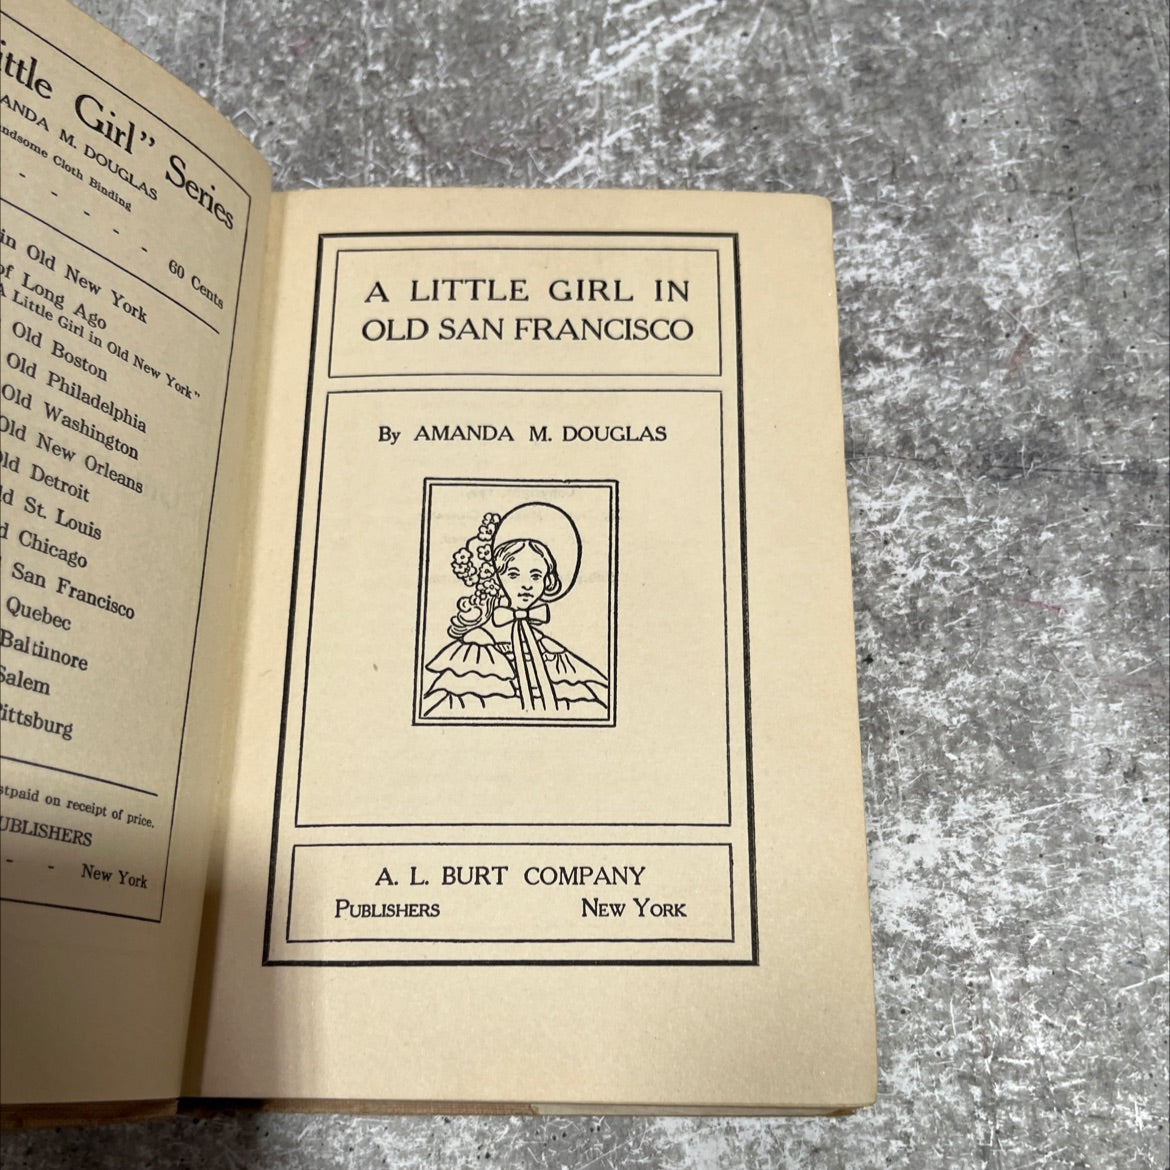 ittle Girl" Series
ANDA M. DOUGLAS
ndsome Cloth Binding
- - - - - 60 Cents
in Old New York
of Long Ago
A Little Girl in Old New York"
Old Boston
Old Philadelphia
Old Washington
Old New Orleans
ld Detroit
ld St. Louis
d Chicago
San Francisco
Quebec
Baltimore
Salem
ittsburg
stpaid on receipt of price.
UBLISHERS
- - New York
A LITTLE GIRL IN
OLD SAN FRANCISCO
By AMANDA M. DOUGLAS
A. L. BURT COMPANY
PUBLISHERS NEW YORK